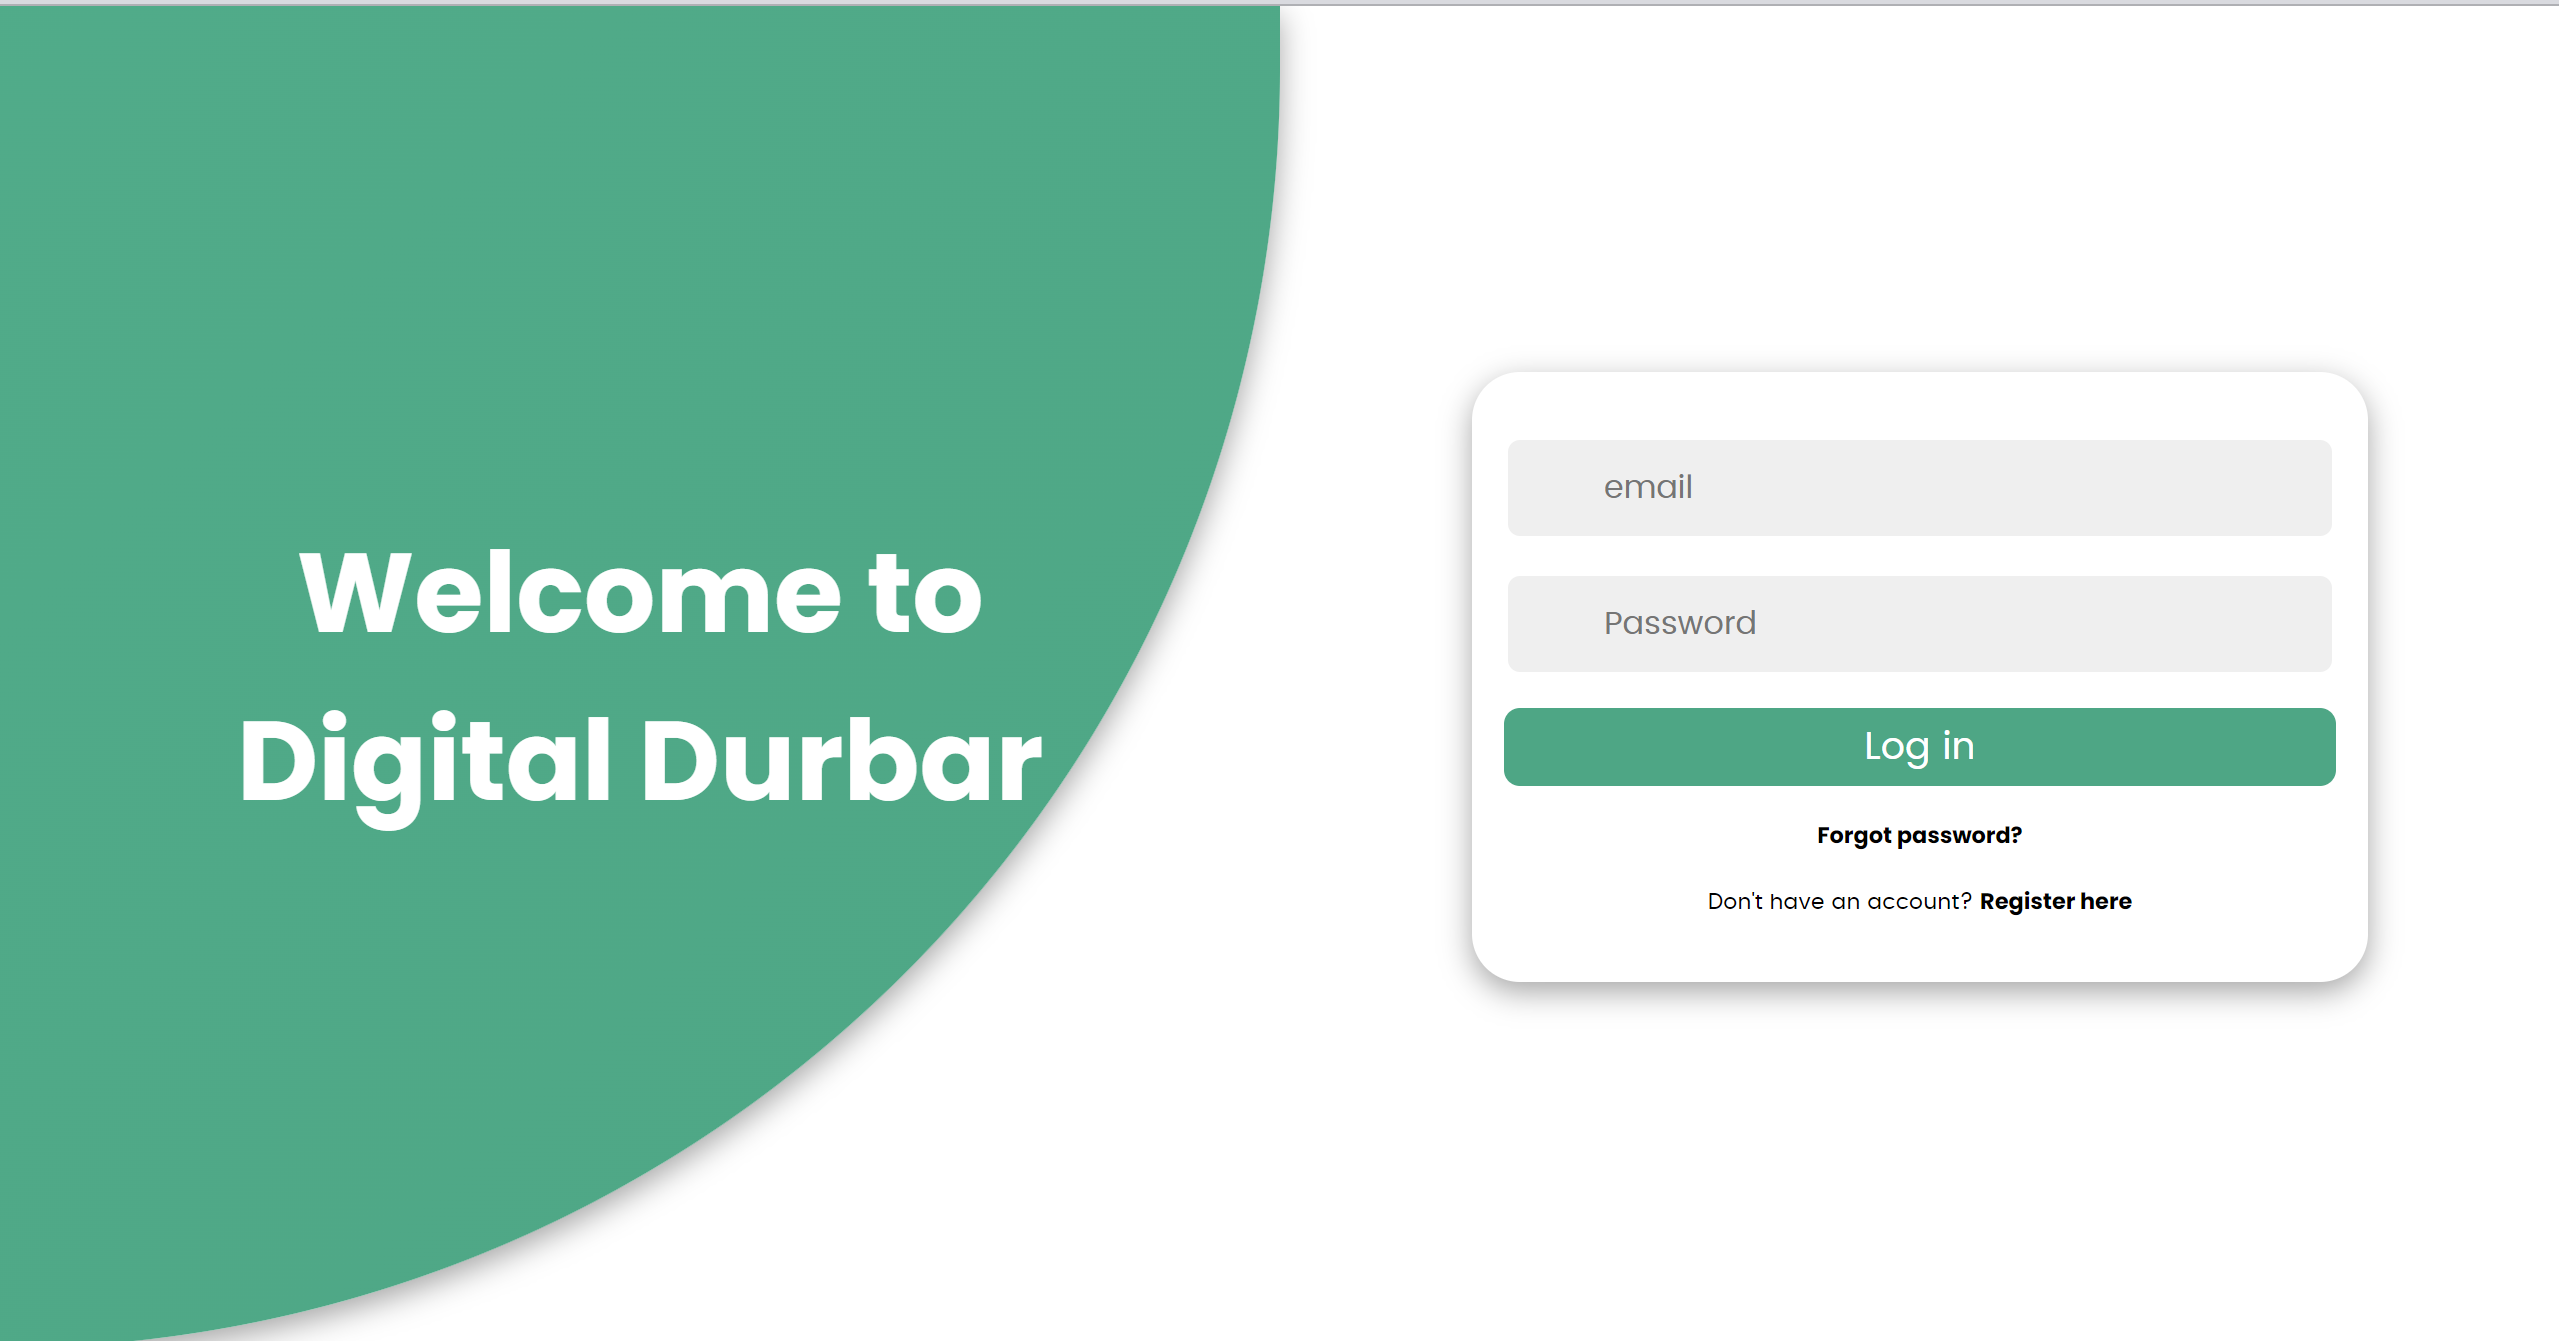 Welcome to
Digital Durbar
email
Password
Log in
Forgot password?
Don't have an account? Register here